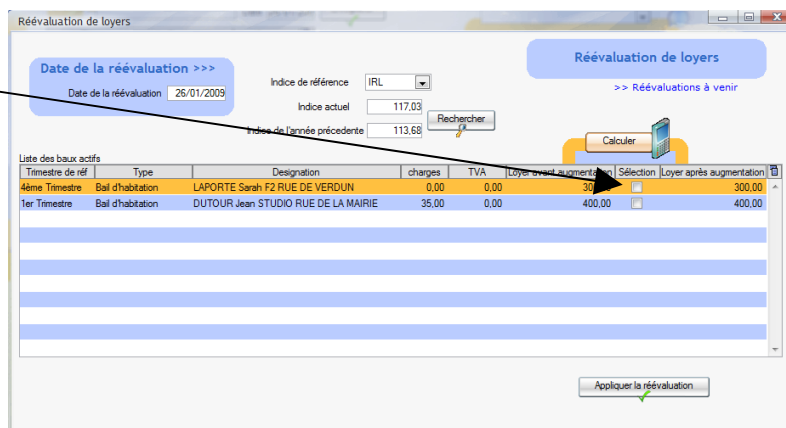 Réévaluation de loyers
Date de la réévaluation >>>
Date de la réévaluation 26/01/2009
Indice de référence IRL
Indice actuel 117,03
Indice de l'année précedente 113,68
Rechercher
Réévaluation de loyers
>> Réévaluations à venir
Calculer
Liste des baux actifs
Trimestre de réf Type Designation charges TVA Loyer avant augmentation Sélection Loyer après augmentation
4ème Trimestre Bail d'habitation LAPORTE Sarah F2 RUE DE VERDUN 0,00 0,00 300,00 300,00
1er Trimestre Bail d'habitation DUTOUR Jean STUDIO RUE DE LA MAIRIE 35,00 0,00 400,00 400,00
Appliquer la réévaluation